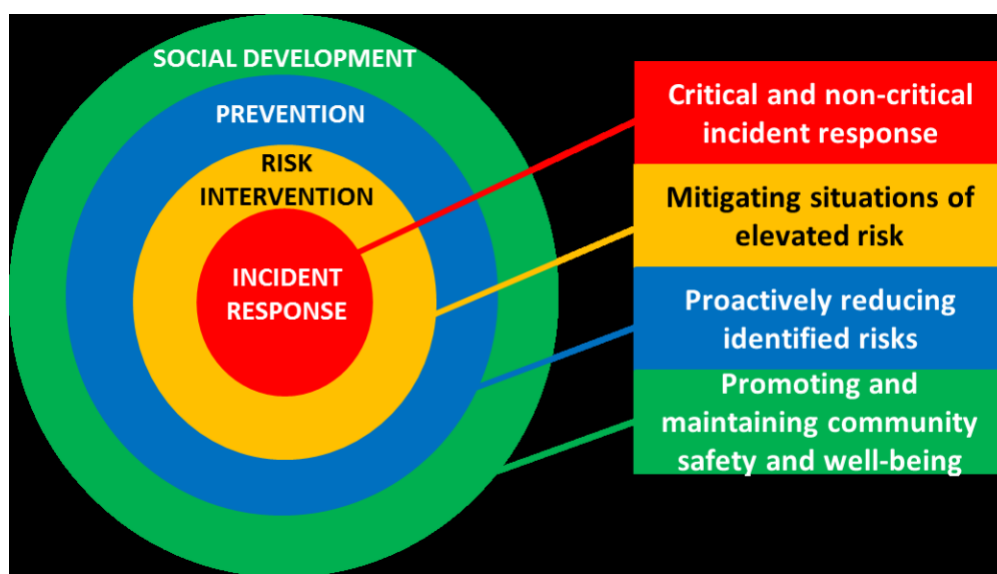 SOCIAL DEVELOPMENT
PREVENTION
RISK
INTERVENTION
INCIDENT
RESPONSE
Critical and non-critical
incident response
Mitigating situations of
elevated risk
Proactively reducing
identified risks
Promoting and
maintaining community
safety and well-being